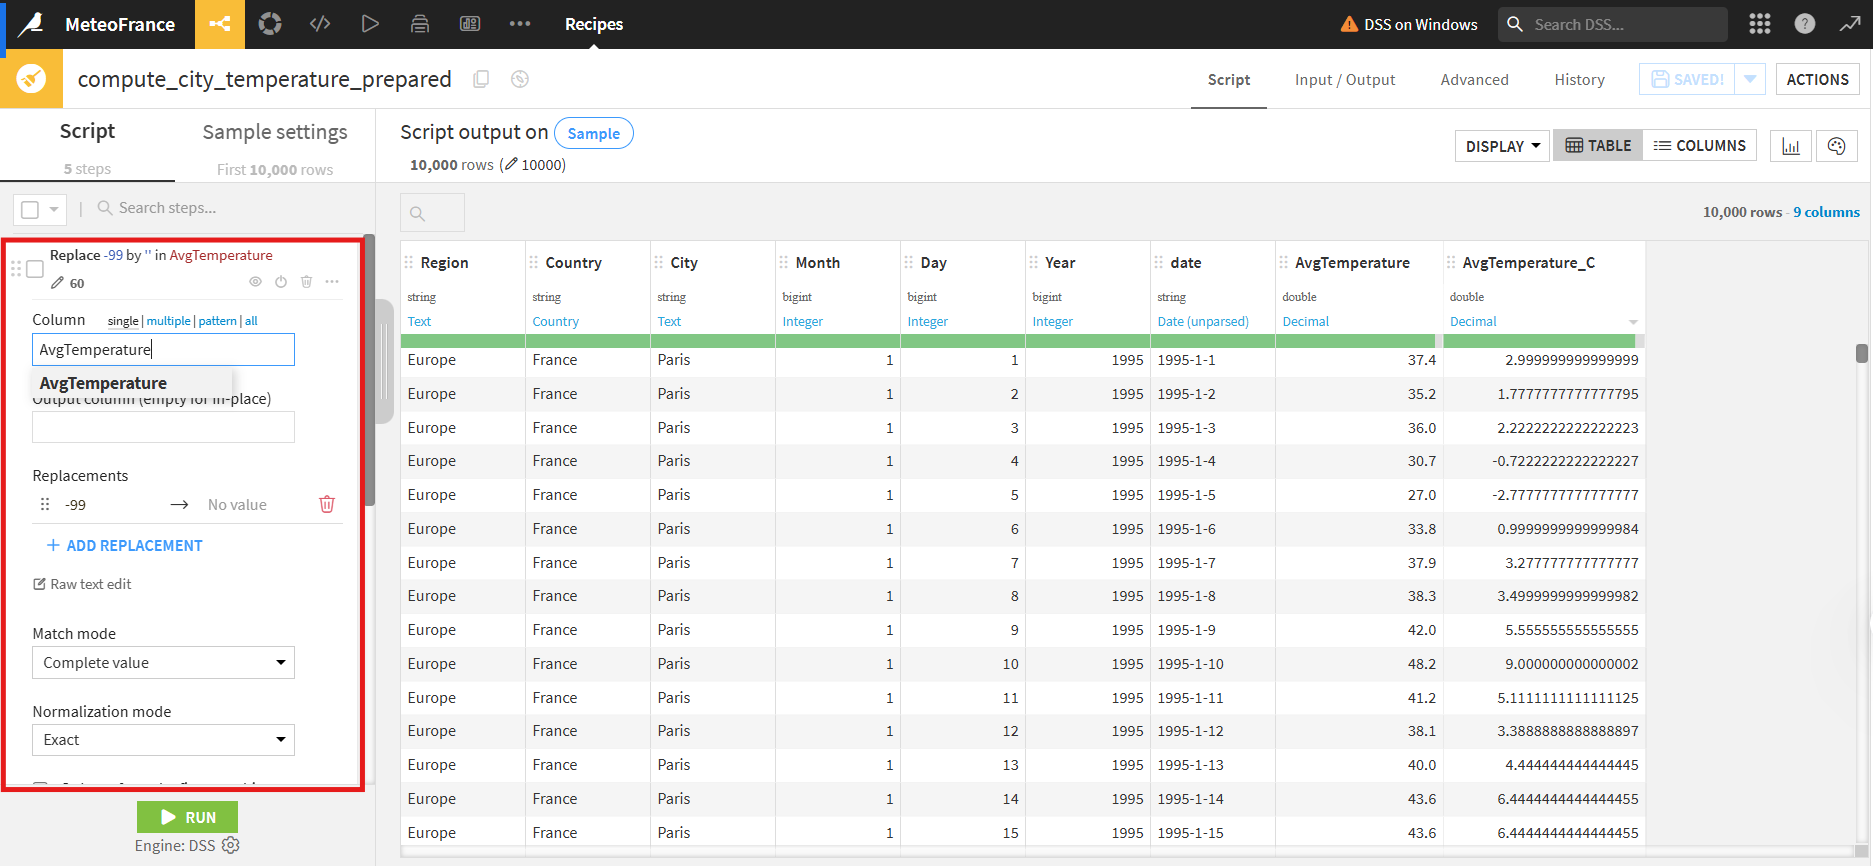 MeteoFrance
Recipes
DSS on Windows
Search DSS...
compute_city_temperature_prepared
Script
Input / Output
Advanced
History
SAVED!
ACTIONS
Script
5 steps
Sample settings
First 10,000 rows
Script output on
Sample
10,000 rows (10000)
DISPLAY
TABLE
COLUMNS
Search steps...
10,000 rows - 9 columns
Replace -99 by '' in AvgTemperature
60
Column single | multiple | pattern | all
AvgTemperature
AvgTemperature
Output column (empty for in-place)
Replacements
-99 → No value
+ ADD REPLACEMENT
Raw text edit
Match mode
Complete value
Normalization mode
Exact
RUN
Engine: DSS
Region Country City Month Day Year date AvgTemperature AvgTemperature_C
string string string bigint bigint bigint string double double
Text Country Text Integer Integer Integer Date (unparsed) Decimal Decimal
Europe France Paris 1 1 1995 1995-1-1 37.4 2.999999999999999
Europe France Paris 1 2 1995 1995-1-2 35.2 1.7777777777777795
Europe France Paris 1 3 1995 1995-1-3 36.0 2.2222222222222223
Europe France Paris 1 4 1995 1995-1-4 30.7 -0.7222222222222227
Europe France Paris 1 5 1995 1995-1-5 27.0 -2.7777777777777777
Europe France Paris 1 6 1995 1995-1-6 33.8 0.9999999999999984
Europe France Paris 1 7 1995 1995-1-7 37.9 3.277777777777777
Europe France Paris 1 8 1995 1995-1-8 38.3 3.4999999999999982
Europe France Paris 1 9 1995 1995-1-9 42.0 5.555555555555555
Europe France Paris 1 10 1995 1995-1-10 48.2 9.000000000000002
Europe France Paris 1 11 1995 1995-1-11 41.2 5.1111111111111125
Europe France Paris 1 12 1995 1995-1-12 38.1 3.3888888888888897
Europe France Paris 1 13 1995 1995-1-13 40.0 4.444444444444445
Europe France Paris 1 14 1995 1995-1-14 43.6 6.4444444444444455
Europe France Paris 1 15 1995 1995-1-15 43.6 6.4444444444444455